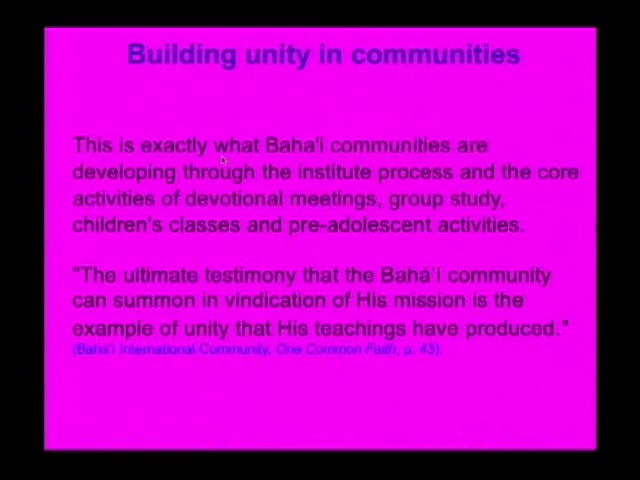 Building unity in communities
This is exactly what Baha'i communities are
developing through the institute process and the core
activities of devotional meetings, group study,
children's classes and pre-adolescent activities.
“The ultimate testimony that the Bahá’í community
can summon in vindication of His mission is the
example of unity that His teachings have produced.”
(Baha'i International Community, One Common Faith, p. 43).